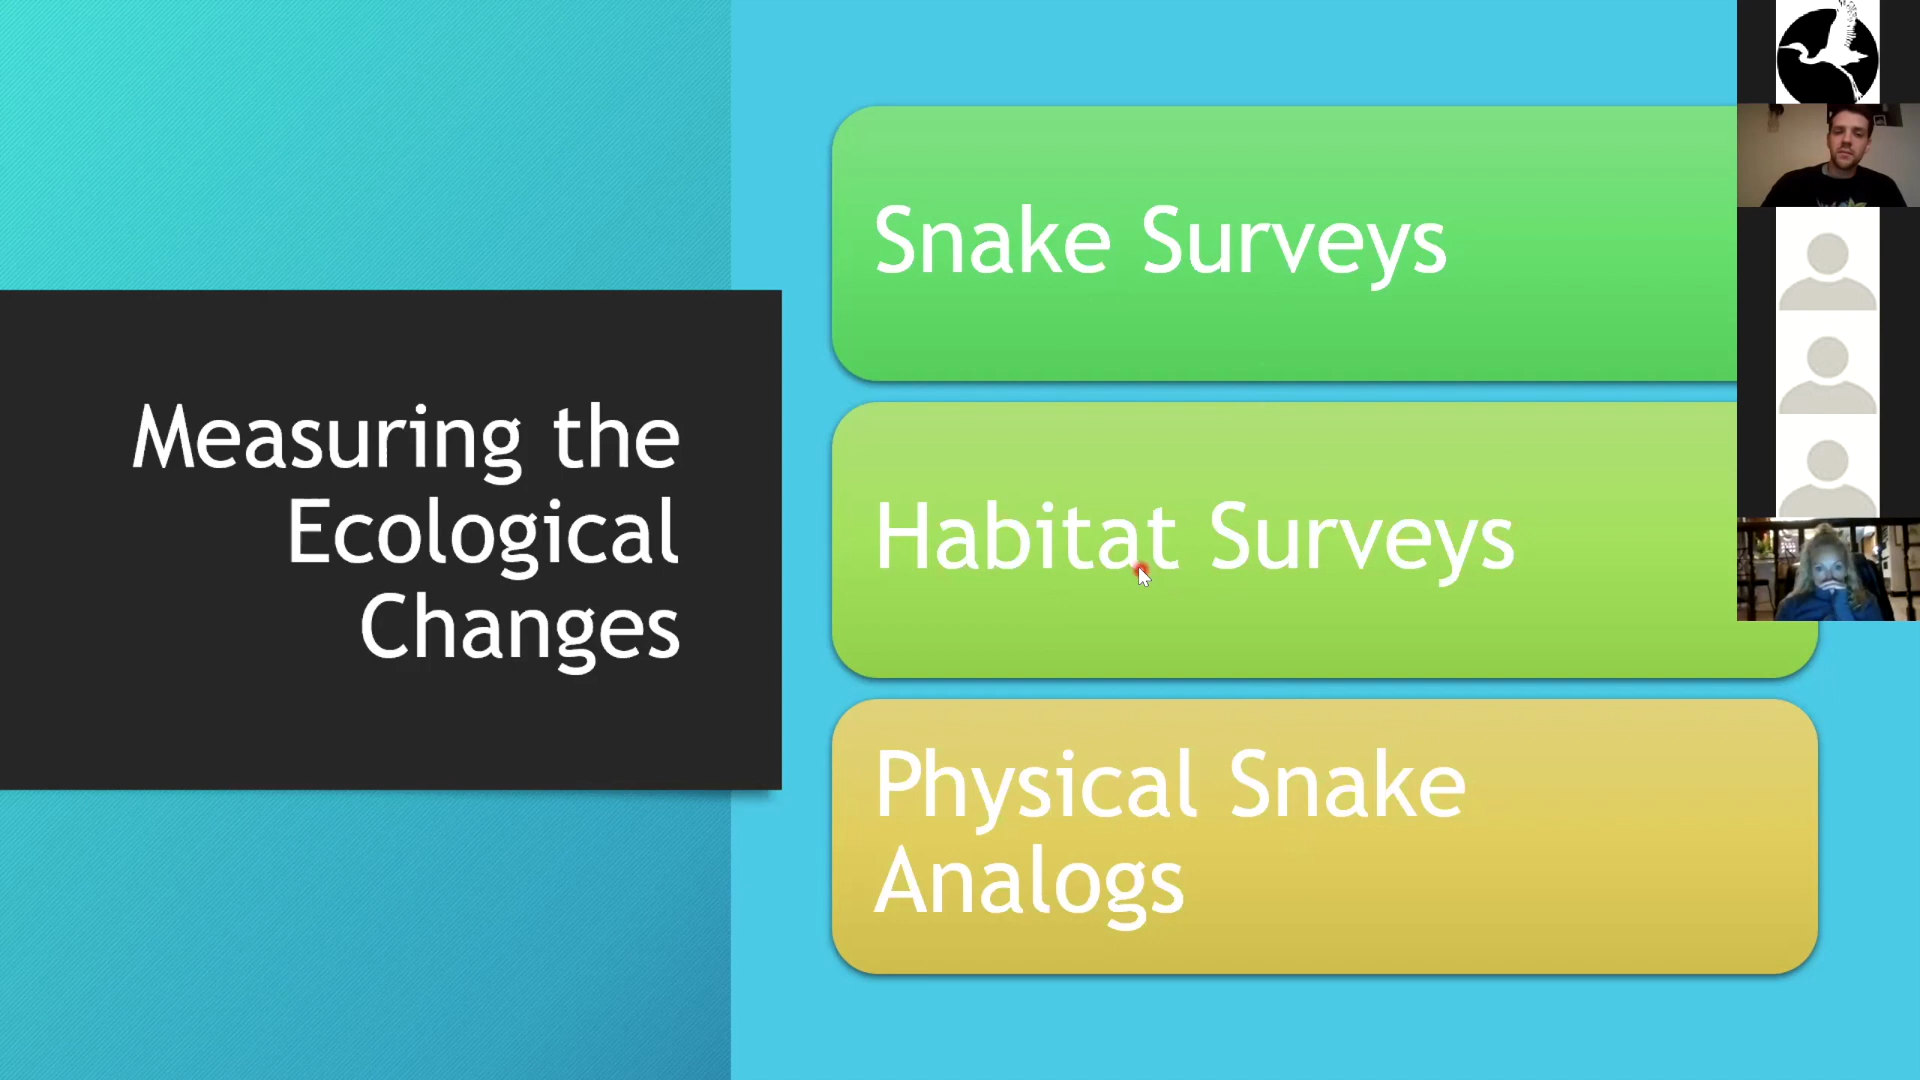 Measuring the
Ecological
Changes
Snake Surveys
Habitat Surveys
Physical Snake
Analogs